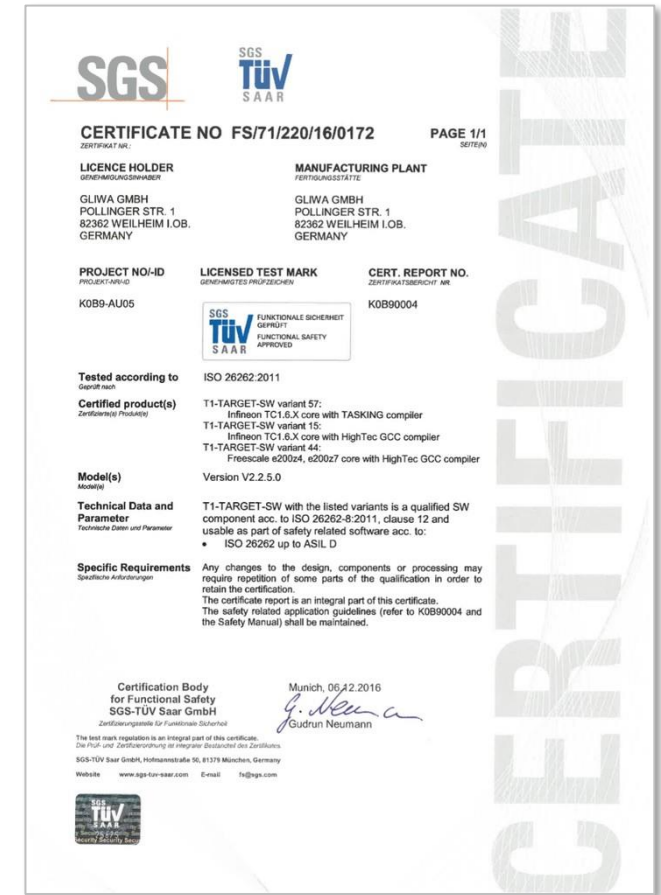 SGS
SGS
TÜV
SAAR
CERTIFICATE NO FS/71/220/16/0172 PAGE 1/1
ZERTIFIKAT NR.: SEITE(N)
LICENCE HOLDER MANUFACTURING PLANT
GENEHMIGUNGSINHABER FERTIGUNGSSTÄTTE
GLIWA GMBH GLIWA GMBH
POLLINGER STR. 1 POLLINGER STR. 1
82362 WEILHEIM I.OB. 82362 WEILHEIM I.OB.
GERMANY GERMANY
PROJECT NO/-ID LICENSED TEST MARK CERT. REPORT NO.
PROJEKT-NR/-ID GENEHMIGTES PRÜFZEICHEN ZERTIFIKATSBERICHT NR.
K0B9-AU05 K0B90004
SGS
TÜV
SAAR
FUNKTIONALE SICHERHEIT
GEPRÜFT
FUNCTIONAL SAFETY
APPROVED
Tested according to ISO 26262:2011
Geprüft nach
Certified product(s) T1-TARGET-SW variant 57:
Zertifizierte(s) Produkt(e) Infineon TC1.6.X core with TASKING compiler
T1-TARGET-SW variant 15:
Infineon TC1.6.X core with HighTec GCC compiler
T1-TARGET-SW variant 44:
Freescale e200z4, e200z7 core with HighTec GCC compiler
Model(s) Version V2.2.5.0
Modell(e)
Technical Data and T1-TARGET-SW with the listed variants is a qualified SW
Parameter component acc. to ISO 26262-8:2011, clause 12 and
Technische Daten und Parameter usable as part of safety related software acc. to:
• ISO 26262 up to ASIL D
Specific Requirements Any changes to the design, components or processing may
Spezifische Anforderungen require repetition of some parts of the qualification in order to
retain the certification.
The certificate report is an integral part of this certificate.
The safety related application guidelines (refer to K0B90004 and
the Safety Manual) shall be maintained.
Certification Body Munich, 06.12.2016
for Functional Safety
SGS-TÜV Saar GmbH G. Neumann
Zertifizierungsstelle für Funktionale Sicherheit Gudrun Neumann
The test mark regulation is an integral part of this certificate.
Die Prüf- und Zertifizierordnung ist integraler Bestandteil des Zertifikates.
SGS-TÜV Saar GmbH, Hofmannstraße 50, 81379 München, Germany
Website www.sgs-tuv-saar.com E-mail fs@sgs.com
SGS
TÜV
SAAR
CERTIFICATE